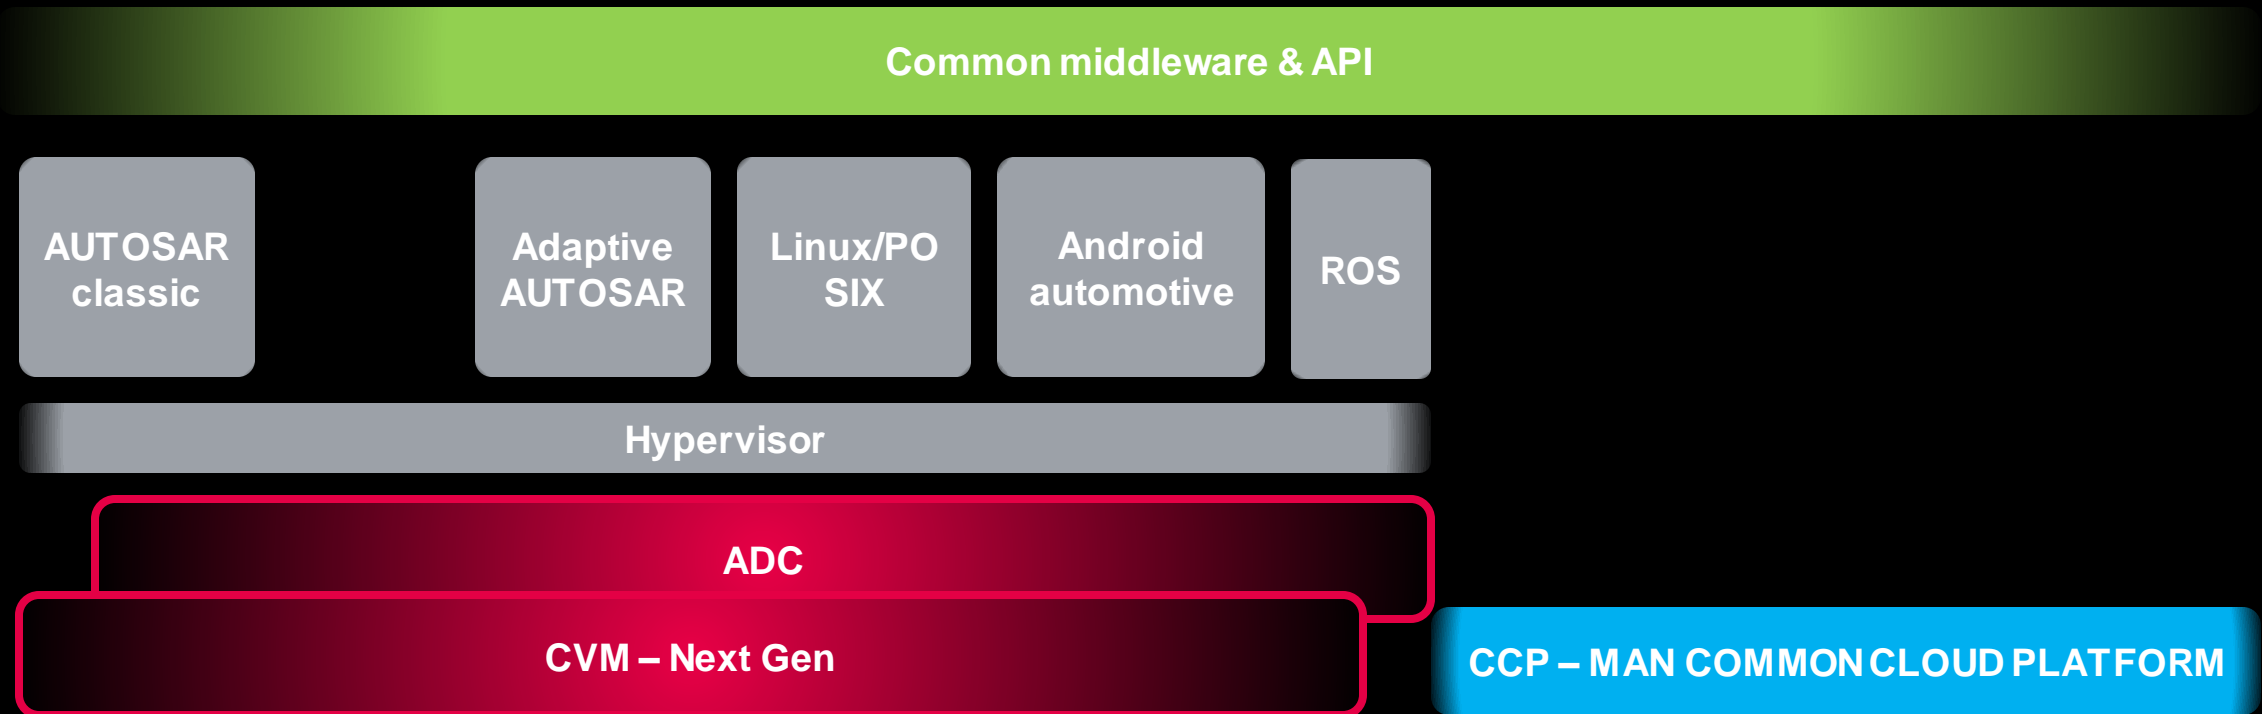 Common middleware & API
AUTOSAR
classic
Adaptive
AUTOSAR
Linux/PO
SIX
Android
automotive
ROS
Hypervisor
ADC
CVM – Next Gen
CCP – MAN COMMON CLOUD PLATFORM